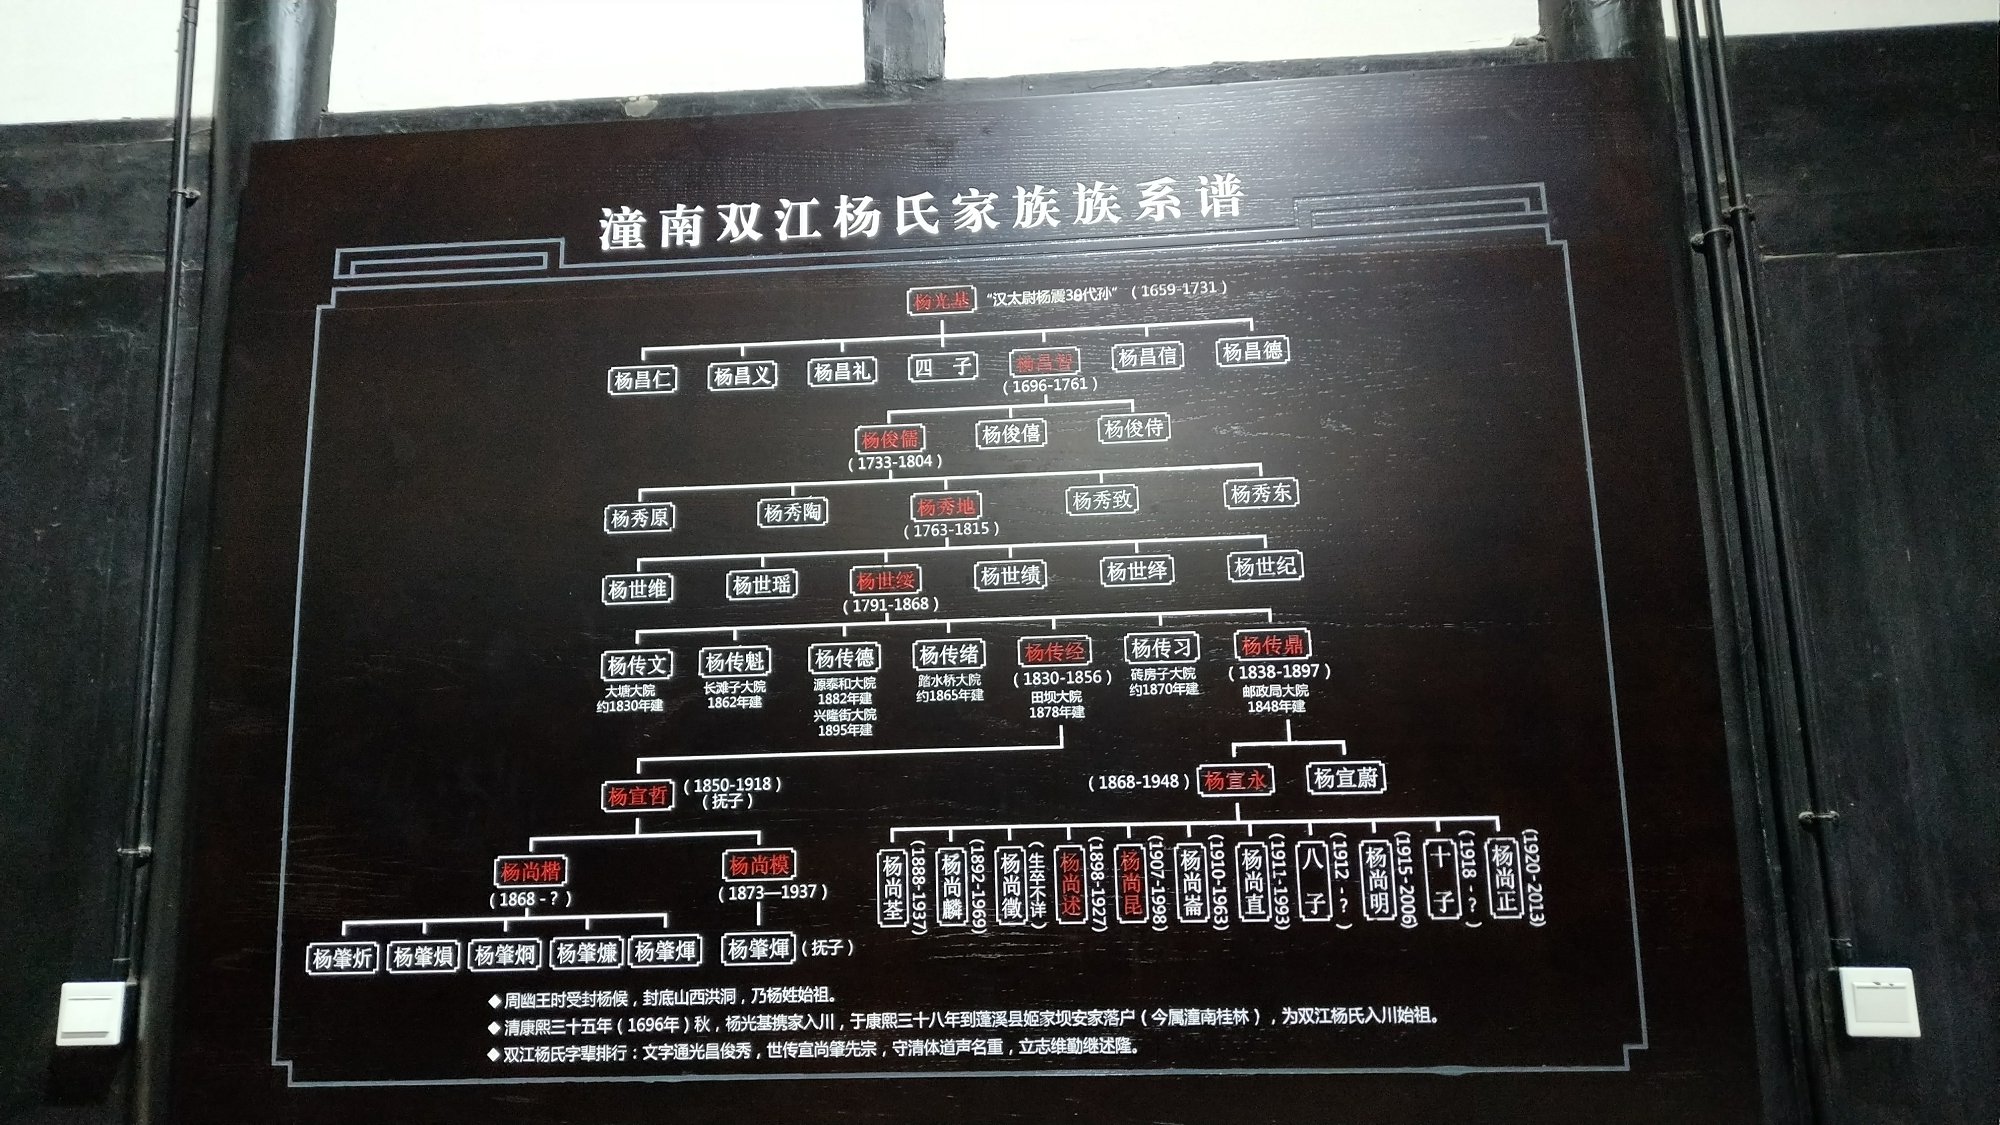 潼南双江杨氏家族族系谱
杨光基 “汉太尉杨震39代孙”（1659-1731）
杨昌仁 杨昌义 杨昌礼 四 子 杨昌智 杨昌信 杨昌德
（1696-1761）
杨俊儒 杨俊僖 杨俊侍
（1733-1804）
杨秀原 杨秀陶 杨秀地 杨秀致 杨秀东
（1763-1815）
杨世维 杨世瑶 杨世绥 杨世绩 杨世绎 杨世纪
（1791-1868）
杨传文 杨传魁 杨传德 杨传绪 杨传经 杨传习 杨传鼎
大塘大院 长滩子大院 源泰和大院 踏水桥大院 （1830-1856） 砖房子大院 （1838-1897）
约1830年建 1862年建 1882年建 约1865年建 田坝大院 约1870年建 邮政局大院
兴隆街大院 1878年建 1848年建
1895年建
杨宣哲 （1850-1918） （1868-1948） 杨宣永 杨宣蔚
（抚子）
杨尚楷 杨尚模
（1868 - ? ） （1873—1937）
杨尚荃 (1888-1937) 杨尚麟 (1892-1969) 杨尚徵 (生卒不详) 杨尚述 (1898-1927) 杨尚昆 (1907-1998) 杨尚崙 (1910-1963) 杨尚直 (1911-1993) 八 子 (1912 - ? ) 杨尚明 (1915-2006) 十 子 (1918 - ? ) 杨尚正 (1920-2013)
杨肇炘 杨肇熉 杨肇炯 杨肇熑 杨肇煇 杨肇煇（抚子）
◆ 周幽王时受封杨候，封底山西洪洞，乃杨姓始祖。
◆ 清康熙三十五年（1696年）秋，杨光基携家入川，于康熙三十八年到蓬溪县姬家坝安家落户（今属潼南桂林），为双江杨氏入川始祖。
◆ 双江杨氏字辈排行：文字通光昌俊秀，世传宣尚肇先宗，守清体道声名重，立志维勤继述隆。